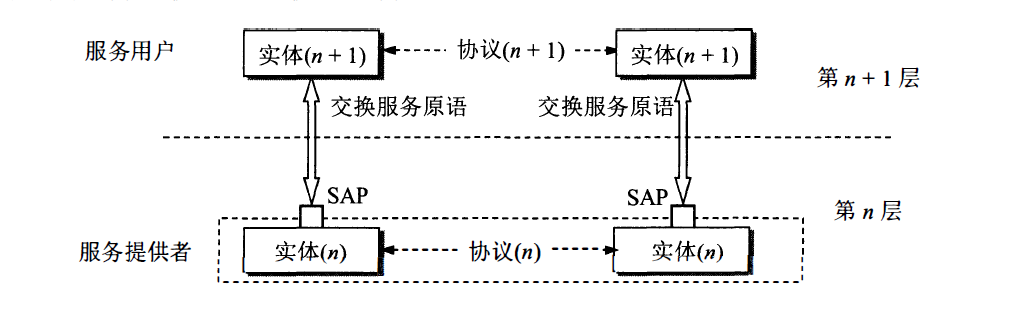 服务用户
实体(n + 1)
协议(n + 1)
实体(n + 1)
第 n + 1 层
交换服务原语
交换服务原语
SAP
SAP
第 n 层
服务提供者
实体(n)
协议(n)
实体(n)